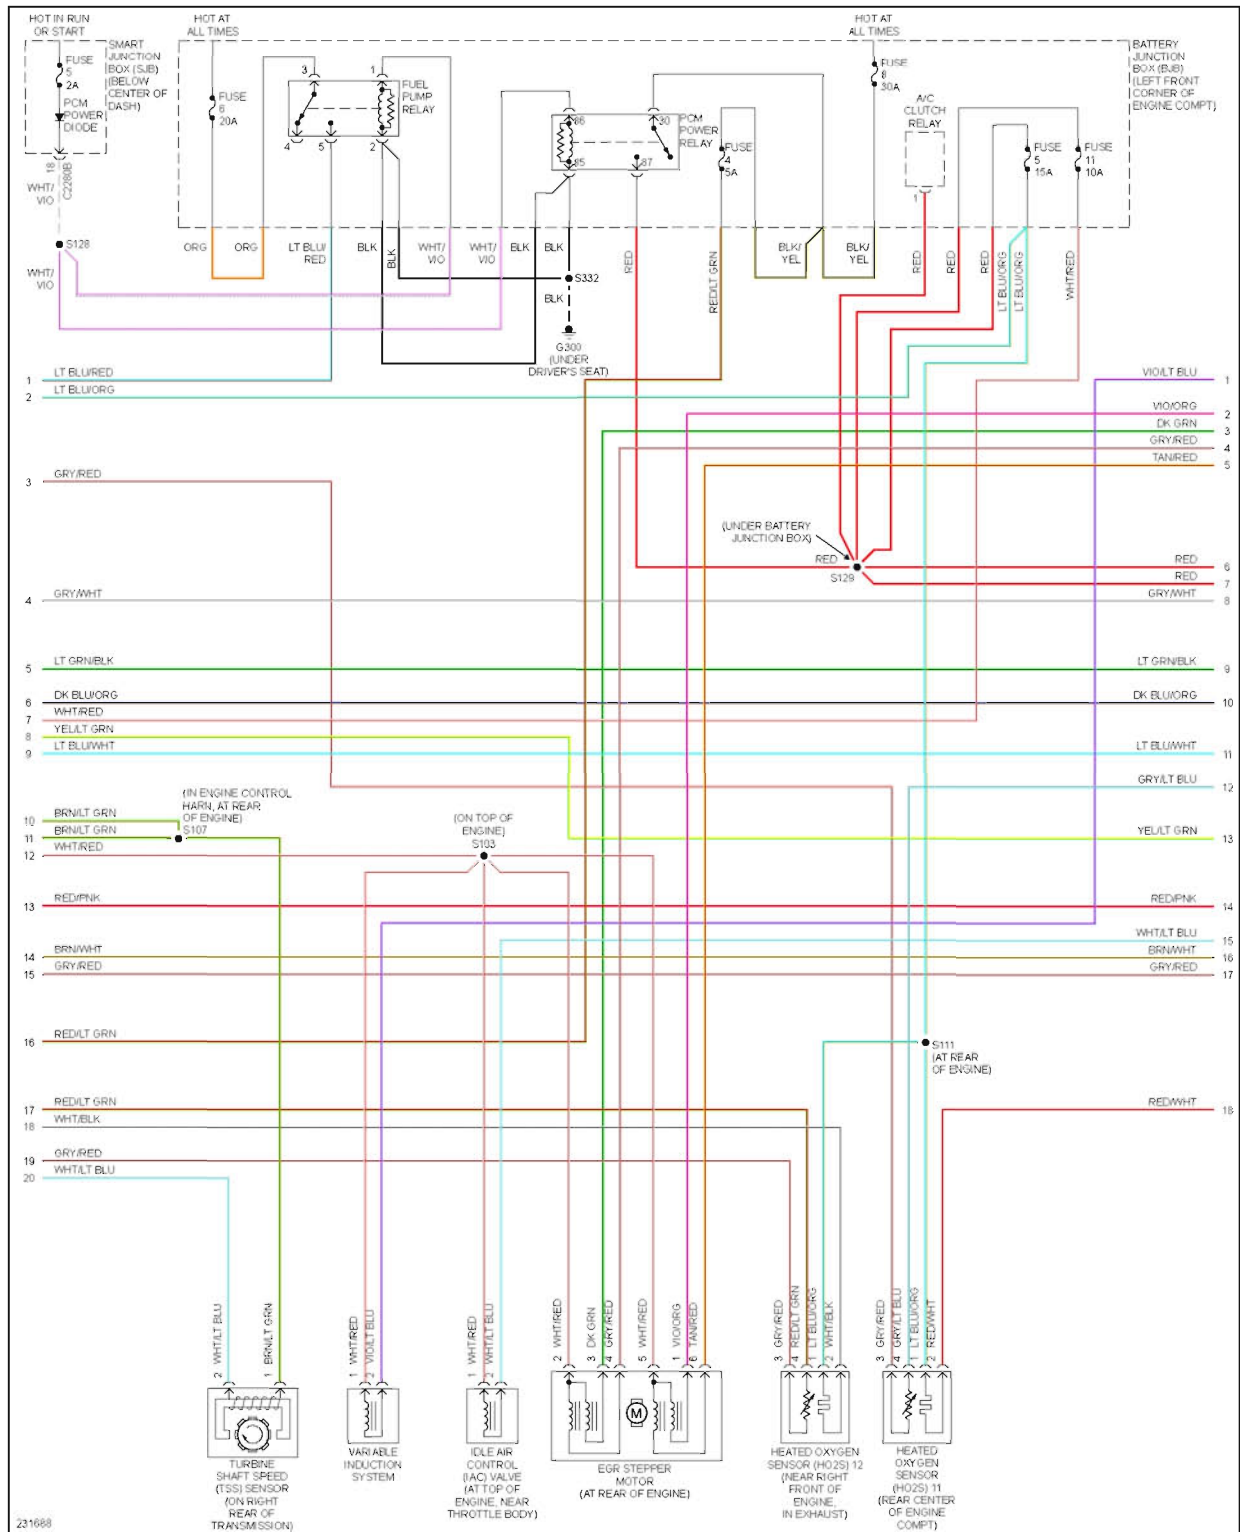 HOT IN RUN
OR START
HOT AT
ALL TIMES
HOT AT
ALL TIMES
SMART
JUNCTION
BOX (SJB)
(BELOW
CENTER OF
DASH)
FUSE
5
2A
PCM
POWER
DIODE
18
C2280B
WHT/
VIO
S128
WHT/
VIO
FUSE
6
20A
3
1
FUEL
PUMP
RELAY
4
5
2
86
30
PCM
POWER
RELAY
85
87
FUSE
4
5A
FUSE
8
30A
A/C
CLUTCH
RELAY
1
FUSE
5
15A
FUSE
11
10A
BATTERY
JUNCTION
BOX (BJB)
(LEFT FRONT
CORNER OF
ENGINE COMPT)
ORG
ORG
LT BLU/
RED
BLK
BLK
WHT/
VIO
WHT/
VIO
BLK
BLK
RED
RED/LT GRN
BLK/
YEL
BLK/
YEL
RED
RED
RED
LT BLU/ORG
LT BLU/ORG
WHT/RED
S332
BLK
G300
(UNDER
DRIVER'S SEAT)
1 LT BLU/RED
2 LT BLU/ORG
VIO/LT BLU 1
VIO/ORG 2
DK GRN 3
GRY/RED 4
TAN/RED 5
3 GRY/RED
(UNDER BATTERY
JUNCTION BOX)
RED
S129
RED 6
RED 7
4 GRY/WHT
GRY/WHT 8
5 LT GRN/BLK
LT GRN/BLK 9
6 DK BLU/ORG
DK BLU/ORG 10
7 WHT/RED
8 YEL/LT GRN
9 LT BLU/WHT
LT BLU/WHT 11
GRY/LT BLU 12
(IN ENGINE CONTROL
HARN, AT REAR
OF ENGINE)
S107
10 BRN/LT GRN
11 BRN/LT GRN
12 WHT/RED
(ON TOP OF
ENGINE)
S103
YEL/LT GRN 13
13 RED/PNK
RED/PNK 14
WHT/LT BLU 15
14 BRN/WHT
BRN/WHT 16
15 GRY/RED
GRY/RED 17
16 RED/LT GRN
S111
(AT REAR
OF ENGINE)
17 RED/LT GRN
18 WHT/BLK
RED/WHT 18
19 GRY/RED
20 WHT/LT BLU
2 WHT/LT BLU
1 BRN/LT GRN
1 WHT/RED
2 VIO/LT BLU
1 WHT/RED
2 WHT/LT BLU
2 WHT/RED
3 DK GRN
4 GRY/RED
5 WHT/RED
1 VIO/ORG
6 TAN/RED
3 GRY/RED
4 RED/LT GRN
1 LT BLU/ORG
2 WHT/BLK
3 GRY/RED
4 GRY/LT BLU
1 LT BLU/ORG
2 RED/WHT
M
TURBINE
SHAFT SPEED
(TSS) SENSOR
(ON RIGHT
REAR OF
TRANSMISSION)
VARIABLE
INDUCTION
SYSTEM
IDLE AIR
CONTROL
(IAC) VALVE
(AT TOP OF
ENGINE, NEAR
THROTTLE BODY)
EGR STEPPER
MOTOR
(AT REAR OF ENGINE)
HEATED OXYGEN
SENSOR (HO2S) 12
(NEAR RIGHT
FRONT OF
ENGINE,
IN EXHAUST)
HEATED
OXYGEN
SENSOR
(HO2S) 11
(REAR CENTER
OF ENGINE
COMPT)
231688